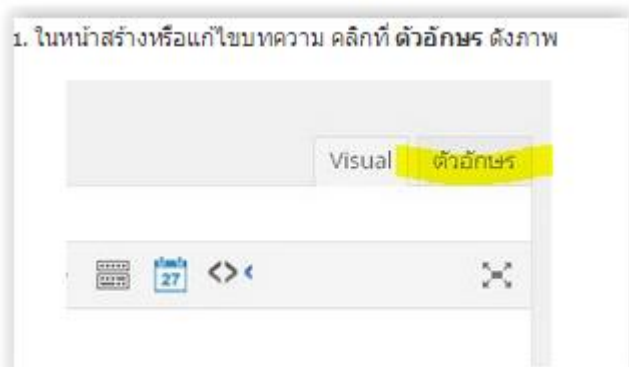 1. ในหน้าสร้างหรือแก้ไขบทความ คลิกที่ ตัวอักษร ดังภาพ
Visual ตัวอักษร
27